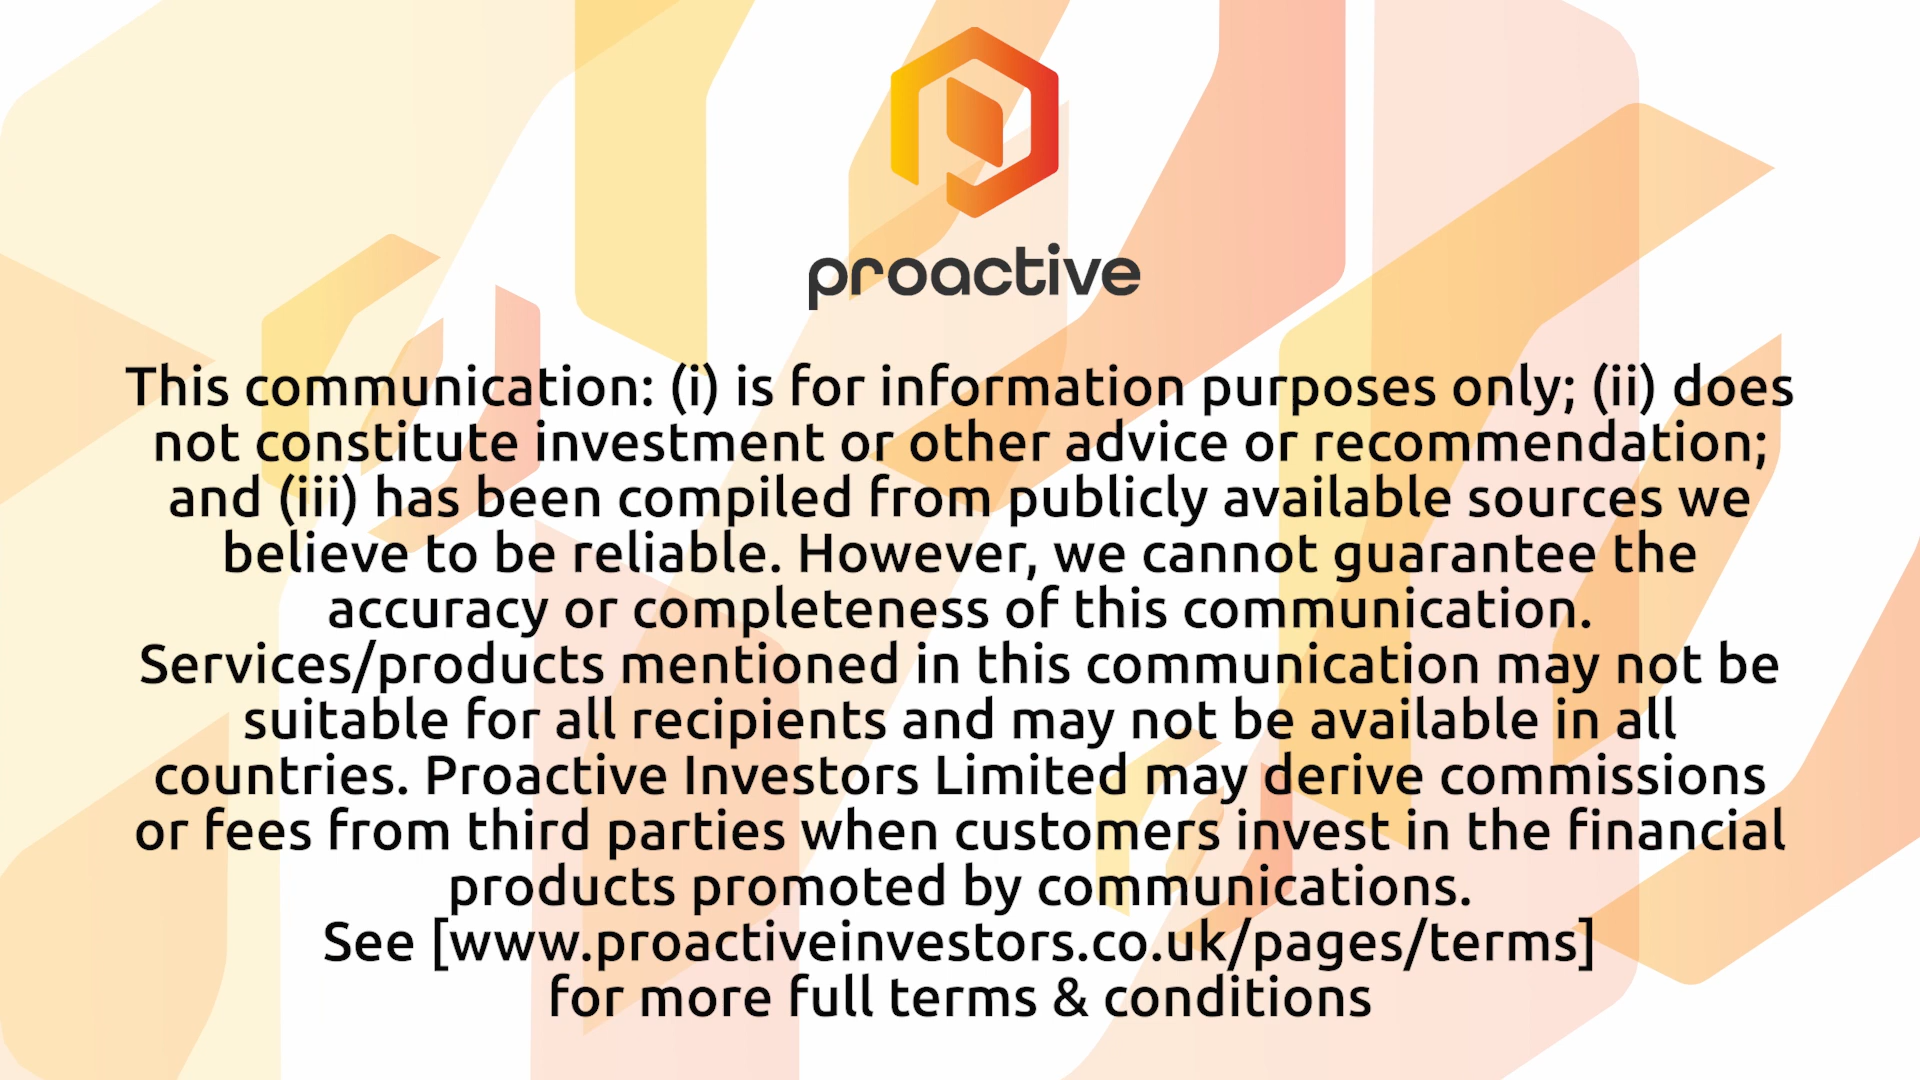 proactive
This communication: (i) is for information purposes only; (ii) does
not constitute investment or other advice or recommendation;
and (iii) has been compiled from publicly available sources we
believe to be reliable. However, we cannot guarantee the
accuracy or completeness of this communication.
Services/products mentioned in this communication may not be
suitable for all recipients and may not be available in all
countries. Proactive Investors Limited may derive commissions
or fees from third parties when customers invest in the financial
products promoted by communications.
See [www.proactiveinvestors.co.uk/pages/terms]
for more full terms & conditions